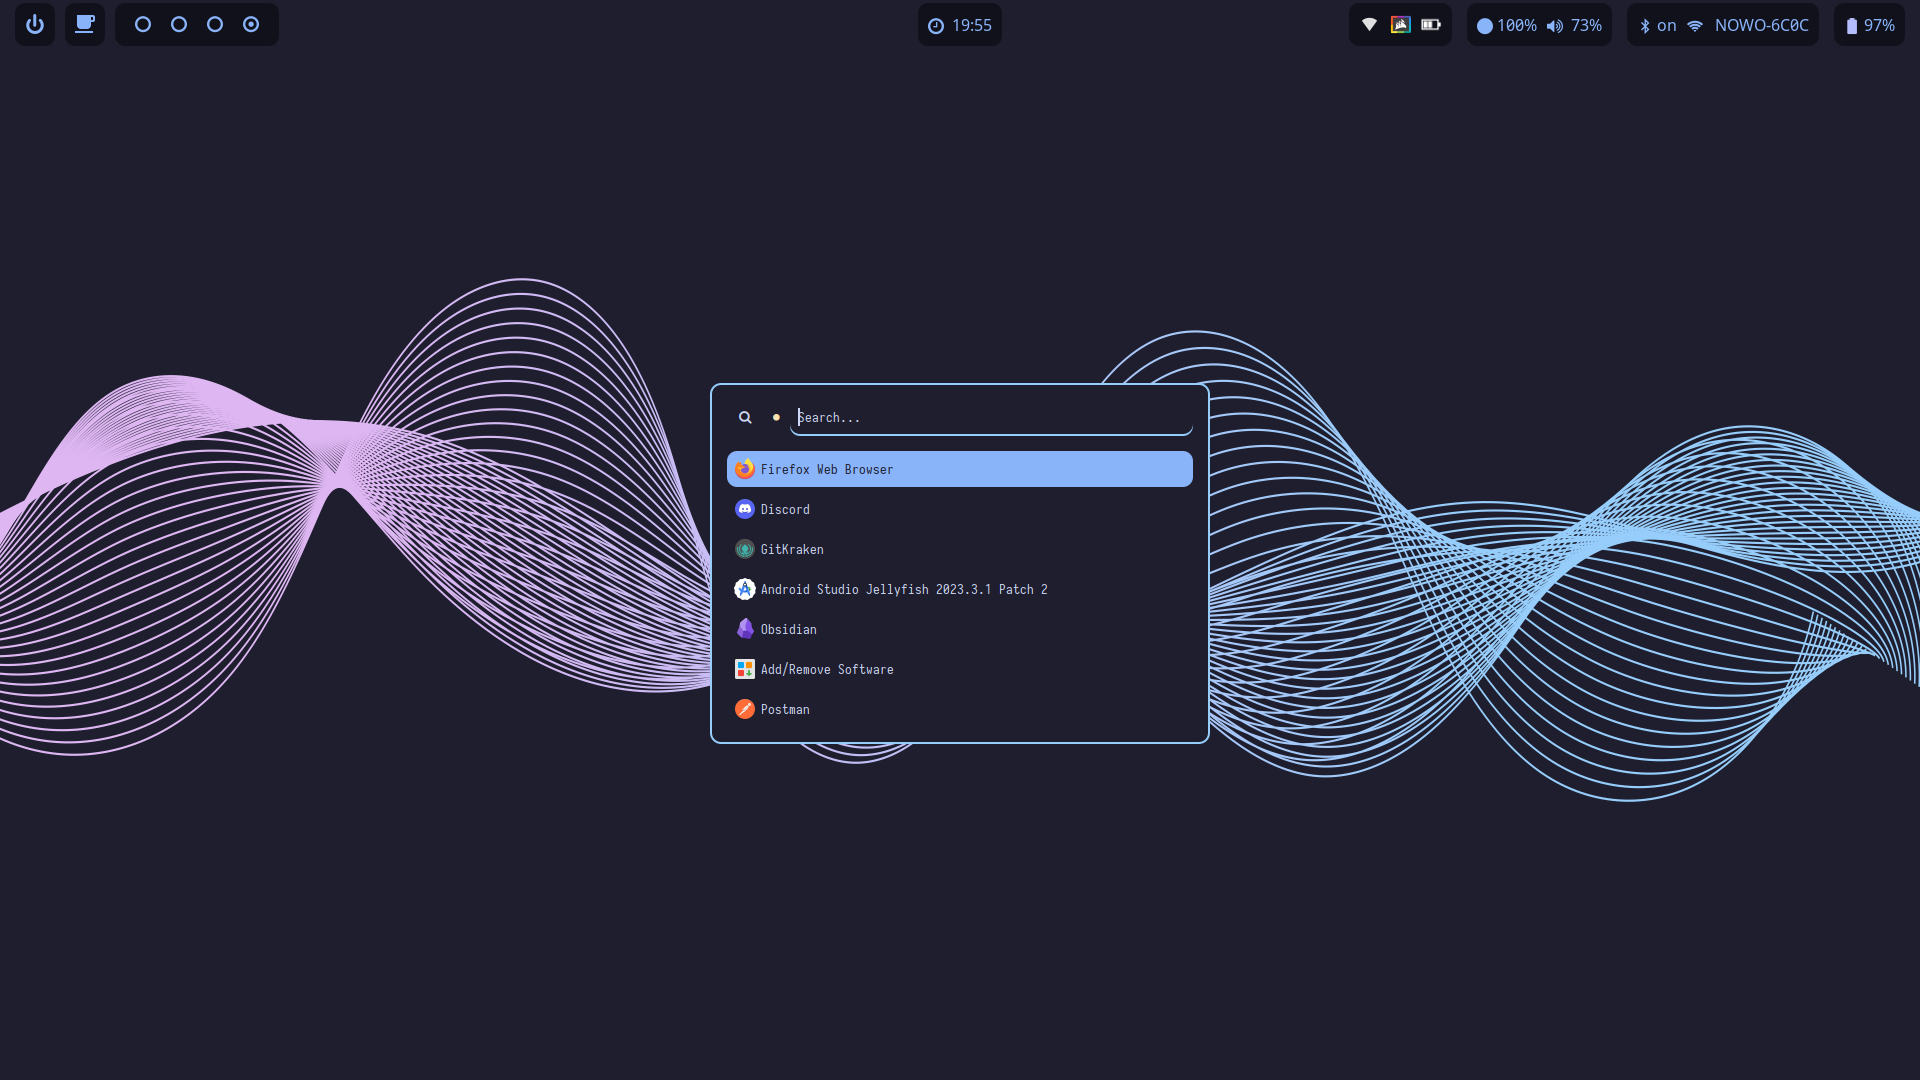 19:55
100% 73%
on NOWO-6C0C
97%
Search...
Firefox Web Browser
Discord
GitKraken
Android Studio Jellyfish 2023.3.1 Patch 2
Obsidian
Add/Remove Software
Postman